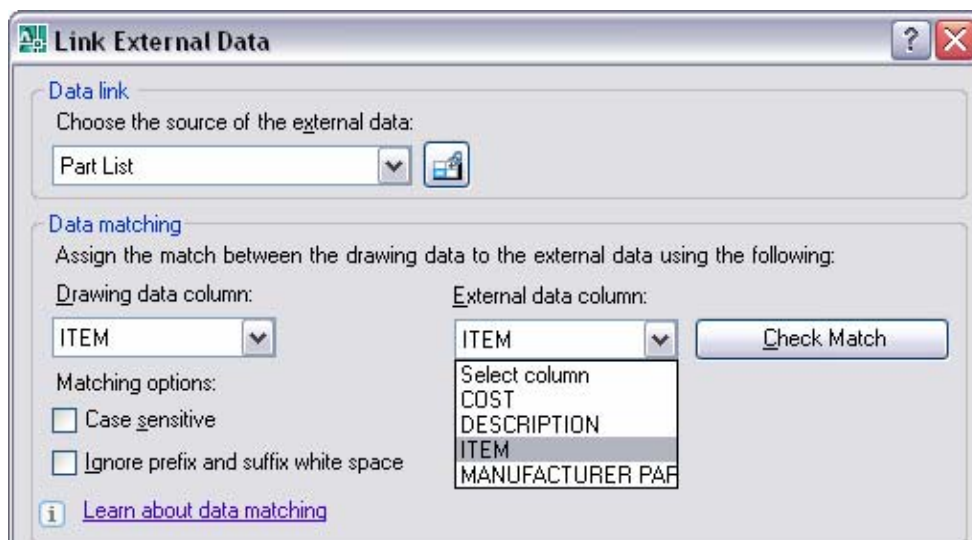 Link External Data
Data link
Choose the source of the external data:
Part List
Data matching
Assign the match between the drawing data to the external data using the following:
Drawing data column:
External data column:
ITEM
ITEM
Check Match
Select column
COST
DESCRIPTION
ITEM
MANUFACTURER PAR
Matching options:
Case sensitive
Ignore prefix and suffix white space
Learn about data matching